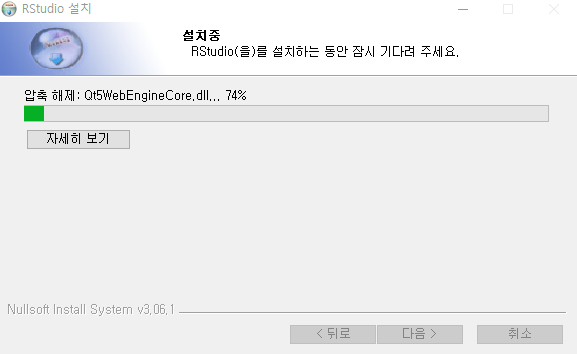 RStudio 설치
설치중
RStudio(을)를 설치하는 동안 잠시 기다려 주세요.
압축 해제: Qt5WebEngineCore.dll... 74%
자세히 보기
Nullsoft Install System v3.06.1
< 뒤로
다음 >
취소